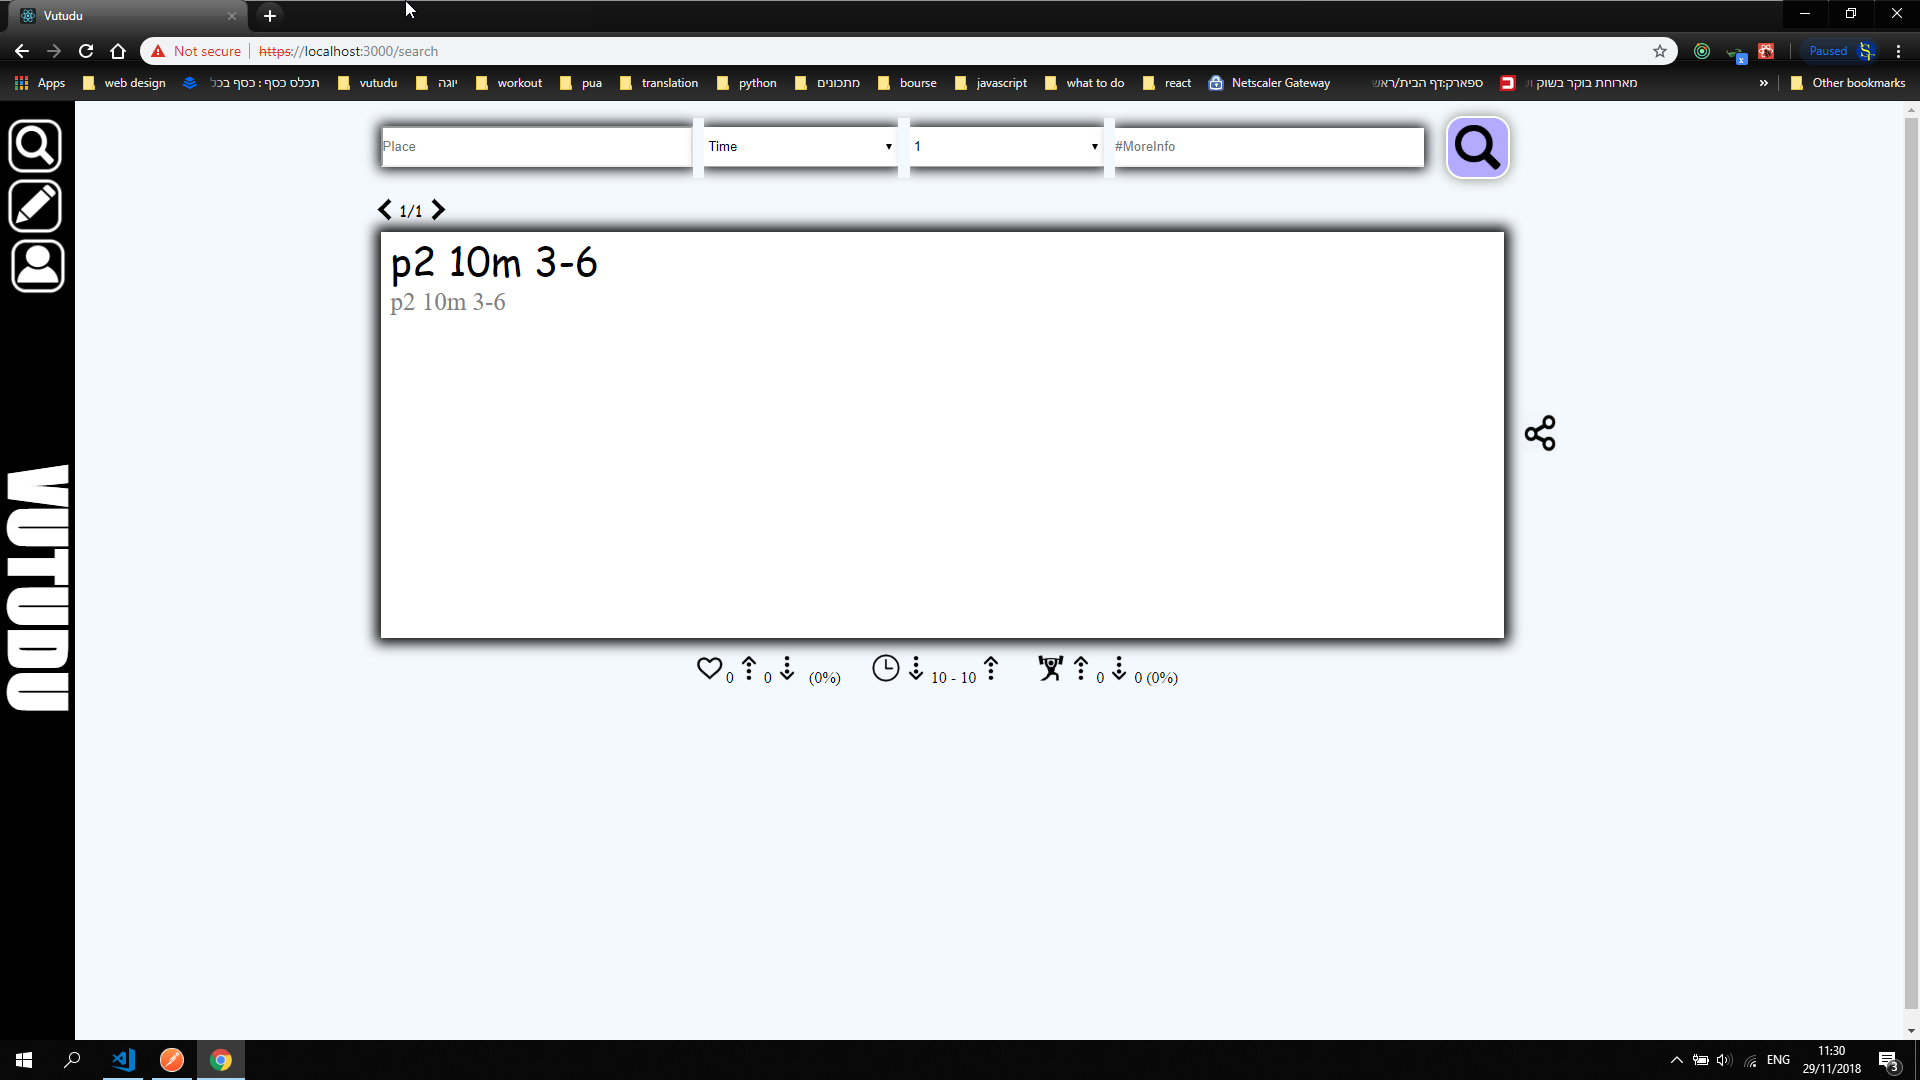 Vutudu
Not secure https://localhost:3000/search Paused
Apps web design תכלס כסף : כסף בכל vutudu יוגה workout pua translation python מתכונים bourse javascript what to do react Netscaler Gateway ספארק:דף הבית/ראש מארוחת בוקר בשוק » Other bookmarks
Place Time 1 #MoreInfo
1/1
p2 10m 3-6
p2 10m 3-6
VUTUDU
0 0 (0%) 10 - 10 0 0 (0%)
ENG 11:30
29/11/2018 3